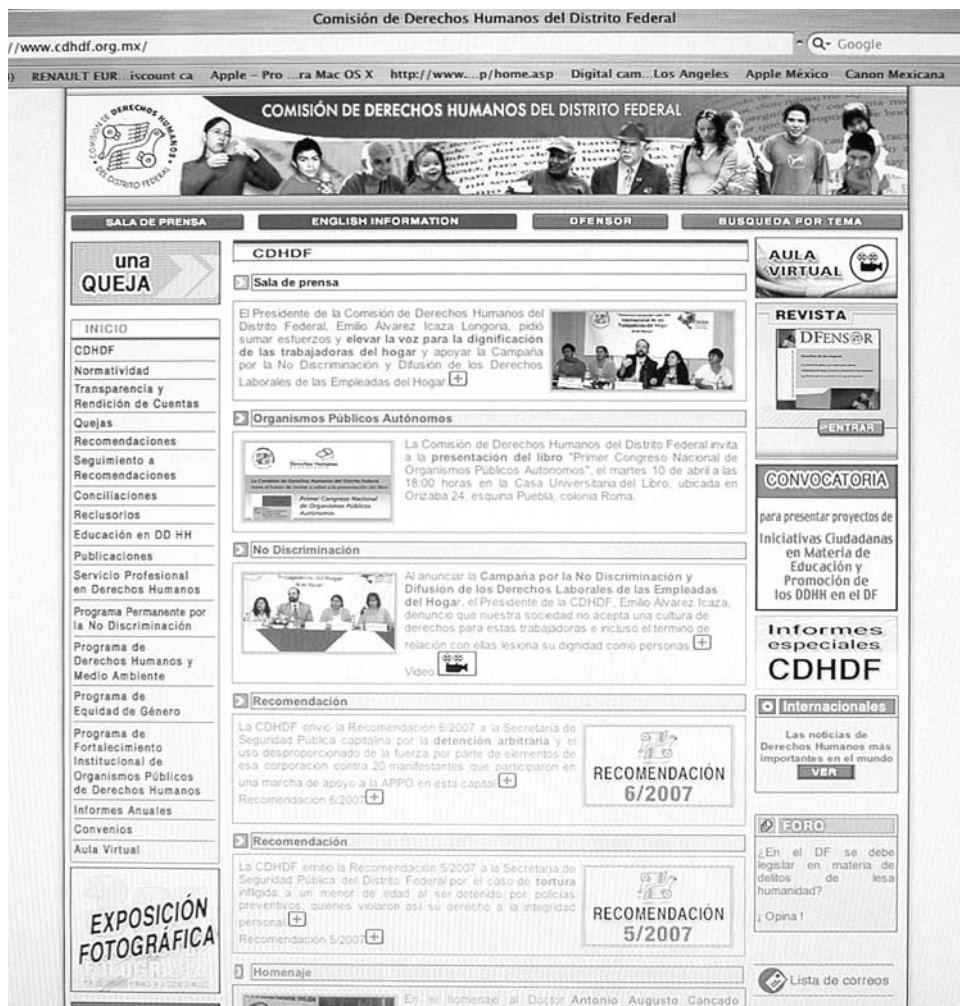 Comisión de Derechos Humanos del Distrito Federal
//www.cdhdf.org.mx/
Google
RENAULT EUR...iscount ca
Apple – Pro ...ra Mac OS X
http://www....p/home.asp
Digital cam...Los Angeles
Apple México
Canon Mexicana
COMISIÓN DE DERECHOS HUMANOS DEL DISTRITO FEDERAL
COMISIÓN DE DERECHOS HUMANOS
DEL DISTRITO FEDERAL
SALA DE PRENSA
ENGLISH INFORMATION
DFENSOR
BUSQUEDA POR TEMA
una
QUEJA
INICIO
CDHDF
Normatividad
Transparencia y
Rendición de Cuentas
Quejas
Recomendaciones
Seguimiento a
Recomendaciones
Conciliaciones
Reclusorios
Educación en DD HH
Publicaciones
Servicio Profesional
en Derechos Humanos
Programa Permanente por
la No Discriminación
Programa de
Derechos Humanos y
Medio Ambiente
Programa de
Equidad de Género
Programa de
Fortalecimiento
Institucional de
Organismos Públicos
de Derechos Humanos
Informes Anuales
Convenios
Aula Virtual
EXPOSICIÓN
FOTOGRÁFICA
CDHDF
Sala de prensa
El Presidente de la Comisión de Derechos Humanos del
Distrito Federal, Emilio Álvarez Icaza Longoria, pidió
sumar esfuerzos y elevar la voz para la dignificación
de las trabajadoras del hogar y apoyar la Campaña
por la No Discriminación y Difusión de los Derechos
Laborales de las Empleadas del Hogar.
Organismos Públicos Autónomos
Primer Congreso Nacional
de Organismos Públicos
Autónomos
La Comisión de Derechos Humanos del Distrito Federal invita
a la presentación del libro "Primer Congreso Nacional de
Organismos Públicos Autónomos", el martes 10 de abril a las
18:00 horas en la Casa Universitaria del Libro, ubicada en
Orizaba 24, esquina Puebla, colonia Roma.
No Discriminación
Al anunciar la Campaña por la No Discriminación y
Difusión de los Derechos Laborales de las Empleadas
del Hogar, el Presidente de la CDHDF, Emilio Álvarez Icaza,
denunció que nuestra sociedad no acepta una cultura de
derechos para estas trabajadoras e incluso el término de
relación con ellas lesiona su dignidad como personas.
Video
Recomendación
La CDHDF envió la Recomendación 6/2007 a la Secretaría de
Seguridad Pública capitalina por la detención arbitraria y el
uso desproporcionado de la fuerza por parte de elementos de
esa corporación contra 20 manifestantes que participaron en
una marcha de apoyo a la APPO en esta capital.
Recomendación 6/2007
RECOMENDACIÓN
6/2007
Recomendación
La CDHDF emitió la Recomendación 5/2007 a la Secretaría de
Seguridad Pública del Distrito Federal por el caso de tortura
infligida a un menor de edad al ser detenido por policías
preventivos, quienes violaron así su derecho a la integridad
personal.
Recomendación 5/2007
RECOMENDACIÓN
5/2007
Homenaje
En el homenaje al Doctor Antonio Augusto Cançado
AULA
VIRTUAL
REVISTA
DFENSOR
ENTRAR
CONVOCATORIA
para presentar proyectos de
Iniciativas Ciudadanas
en Materia de
Educación y
Promoción de
los DDHH en el DF
Informes
especiales
CDHDF
Internacionales
Las noticias de
Derechos Humanos más
importantes en el mundo
VER
FORO
¿En el DF se debe
legislar en materia de
delitos de lesa
humanidad?
¡ Opina !
Lista de correos